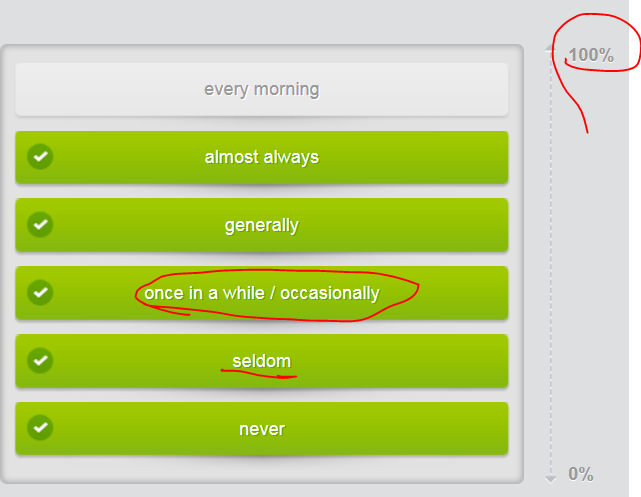 100%
every morning
almost always
generally
once in a while / occasionally
seldom
never
0%